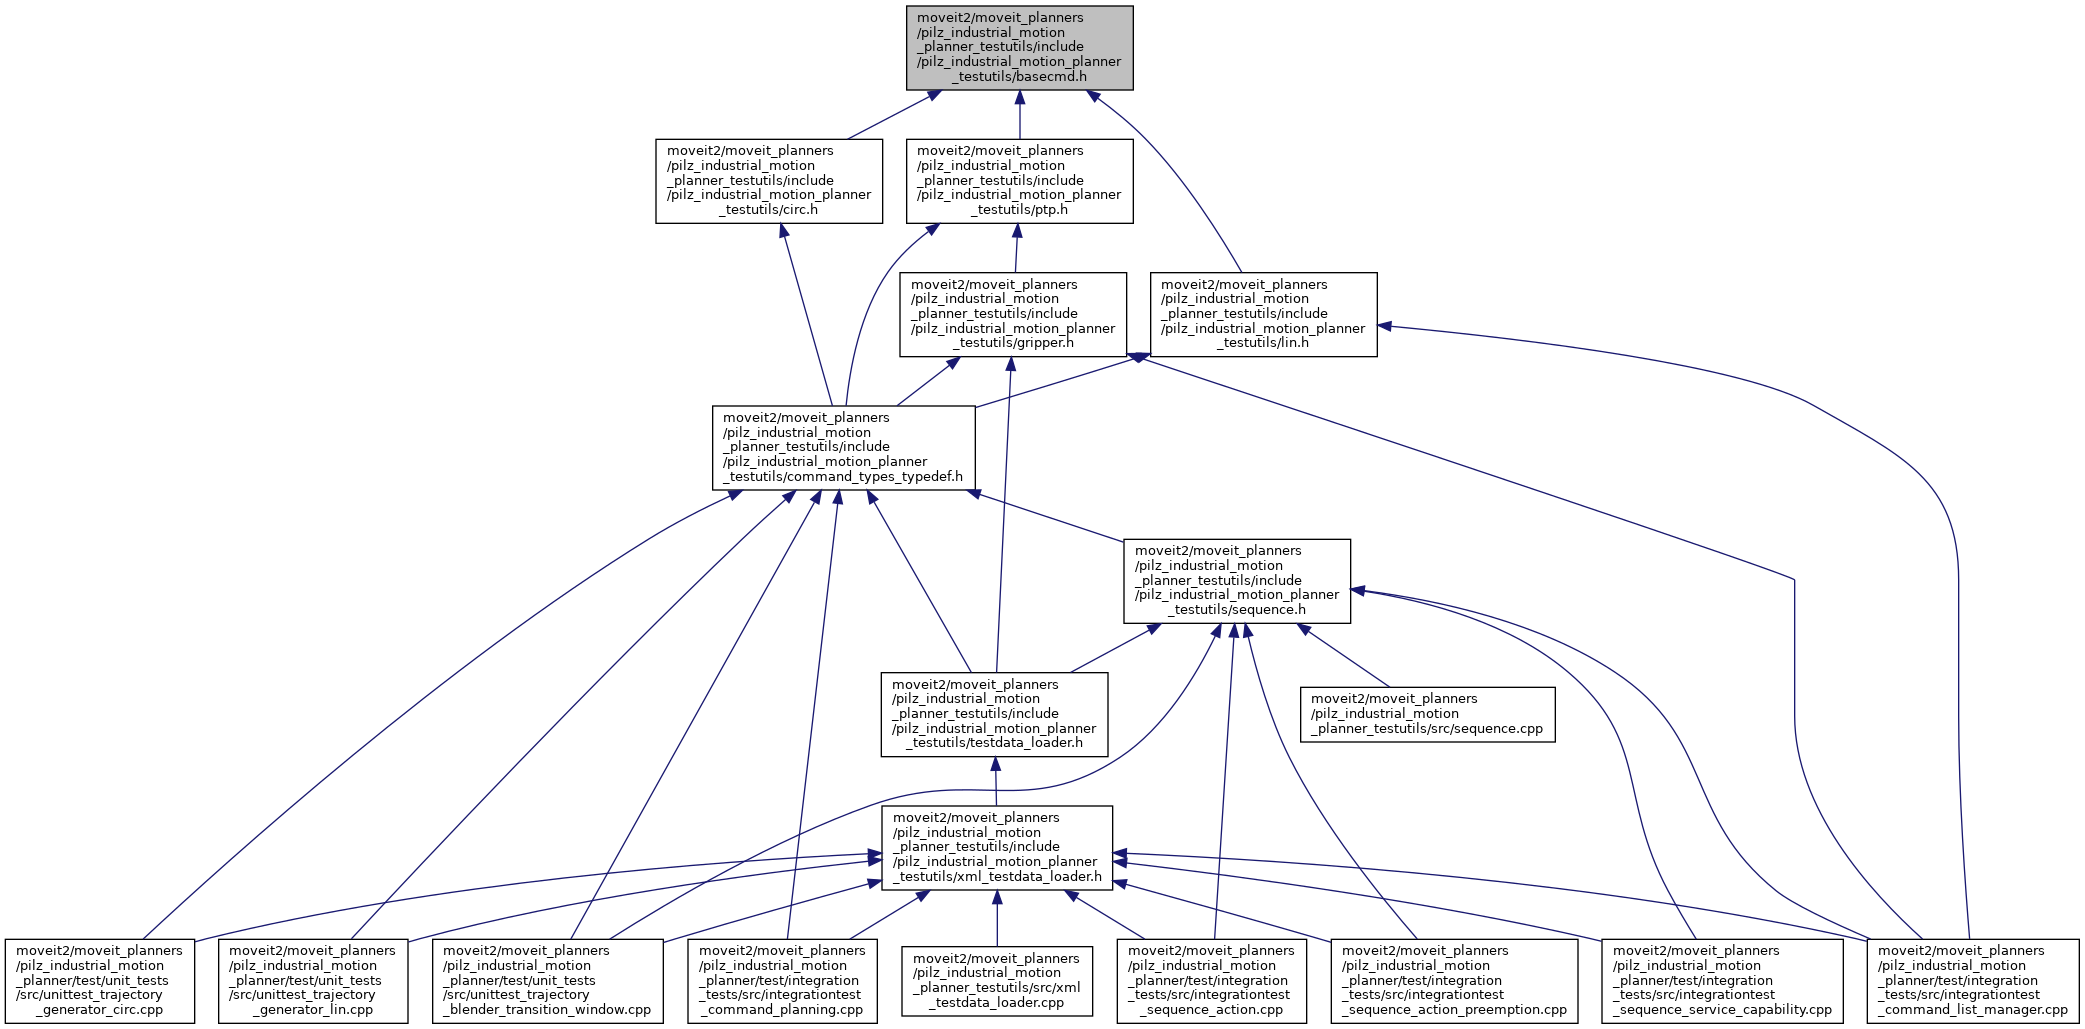 moveit2/moveit_planners
/pilz_industrial_motion
_planner_testutils/include
/pilz_industrial_motion_planner
_testutils/basecmd.h
moveit2/moveit_planners
/pilz_industrial_motion
_planner_testutils/include
/pilz_industrial_motion_planner
_testutils/circ.h
moveit2/moveit_planners
/pilz_industrial_motion
_planner_testutils/include
/pilz_industrial_motion_planner
_testutils/ptp.h
moveit2/moveit_planners
/pilz_industrial_motion
_planner_testutils/include
/pilz_industrial_motion_planner
_testutils/gripper.h
moveit2/moveit_planners
/pilz_industrial_motion
_planner_testutils/include
/pilz_industrial_motion_planner
_testutils/lin.h
moveit2/moveit_planners
/pilz_industrial_motion
_planner_testutils/include
/pilz_industrial_motion_planner
_testutils/command_types_typedef.h
moveit2/moveit_planners
/pilz_industrial_motion
_planner_testutils/include
/pilz_industrial_motion_planner
_testutils/sequence.h
moveit2/moveit_planners
/pilz_industrial_motion
_planner_testutils/include
/pilz_industrial_motion_planner
_testutils/testdata_loader.h
moveit2/moveit_planners
/pilz_industrial_motion
_planner_testutils/src/sequence.cpp
moveit2/moveit_planners
/pilz_industrial_motion
_planner_testutils/include
/pilz_industrial_motion_planner
_testutils/xml_testdata_loader.h
moveit2/moveit_planners
/pilz_industrial_motion
_planner/test/unit_tests
/src/unittest_trajectory
_generator_circ.cpp
moveit2/moveit_planners
/pilz_industrial_motion
_planner/test/unit_tests
/src/unittest_trajectory
_generator_lin.cpp
moveit2/moveit_planners
/pilz_industrial_motion
_planner/test/unit_tests
/src/unittest_trajectory
_blender_transition_window.cpp
moveit2/moveit_planners
/pilz_industrial_motion
_planner/test/integration
_tests/src/integrationtest
_command_planning.cpp
moveit2/moveit_planners
/pilz_industrial_motion
_planner_testutils/src/xml
_testdata_loader.cpp
moveit2/moveit_planners
/pilz_industrial_motion
_planner/test/integration
_tests/src/integrationtest
_sequence_action.cpp
moveit2/moveit_planners
/pilz_industrial_motion
_planner/test/integration
_tests/src/integrationtest
_sequence_action_preemption.cpp
moveit2/moveit_planners
/pilz_industrial_motion
_planner/test/integration
_tests/src/integrationtest
_sequence_service_capability.cpp
moveit2/moveit_planners
/pilz_industrial_motion
_planner/test/integration
_tests/src/integrationtest
_command_list_manager.cpp